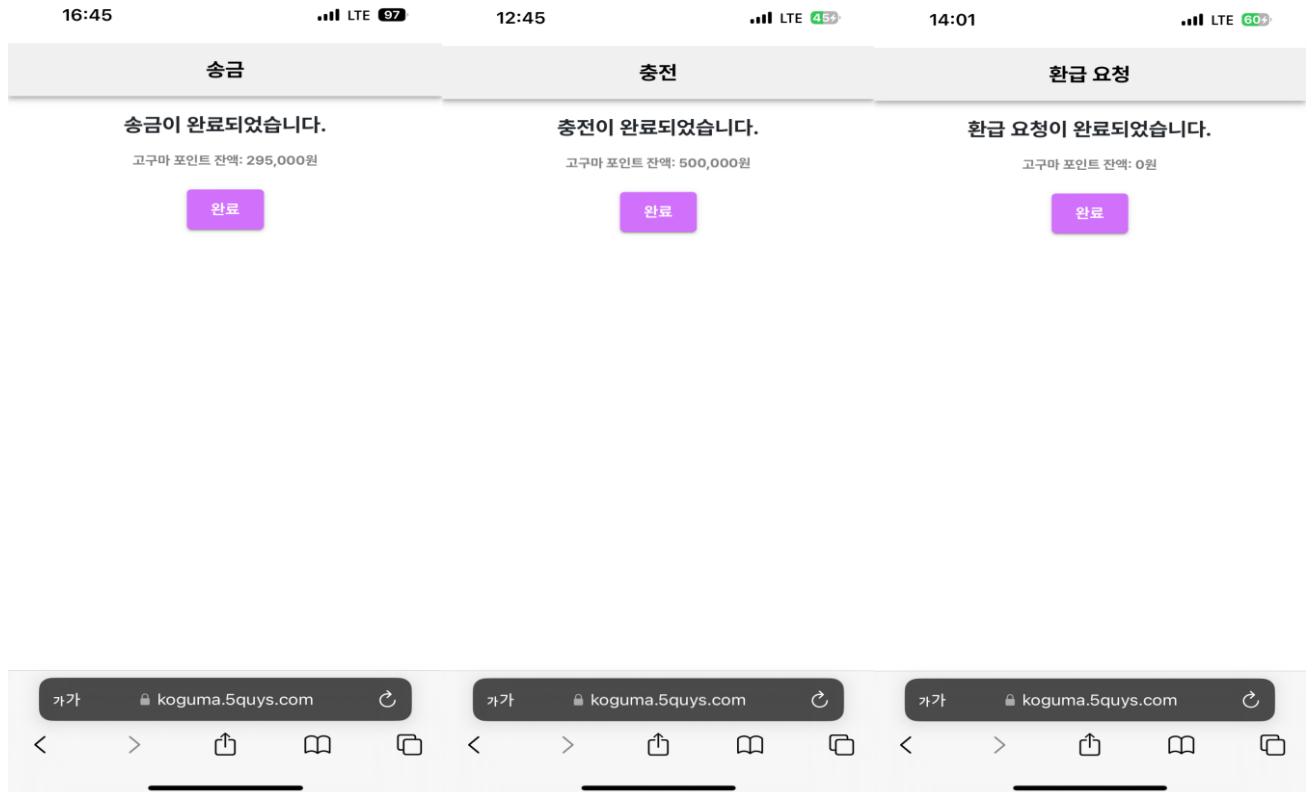 16:45 LTE 97
송금
송금이 완료되었습니다.
고구마 포인트 잔액: 295,000원
완료
가가 koguma.5quys.com
12:45 LTE 45
충전
충전이 완료되었습니다.
고구마 포인트 잔액: 500,000원
완료
가가 koguma.5quys.com
14:01 LTE 60
환급 요청
환급 요청이 완료되었습니다.
고구마 포인트 잔액: 0원
완료
가가 koguma.5quys.com